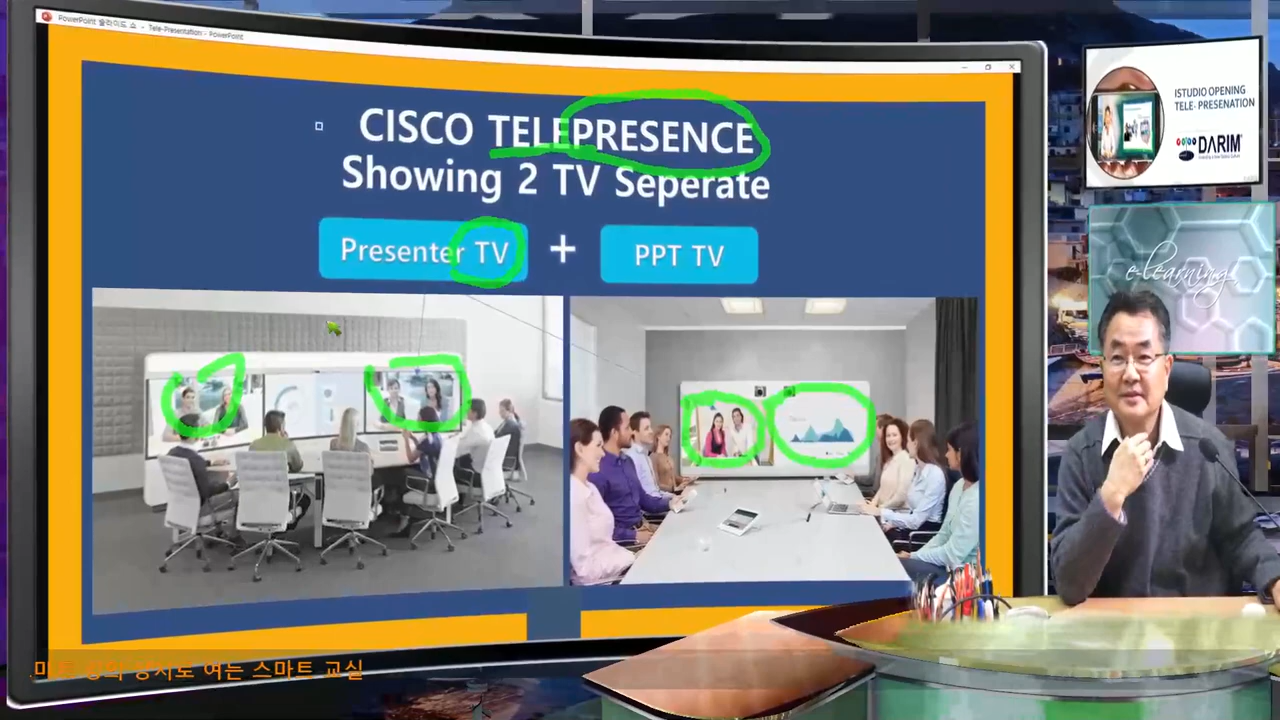 PowerPoint 슬라이드 쇼 - Tele-Presentation - PowerPoint
CISCO TELEPRESENCE
Showing 2 TV Seperate
Presenter TV
+
PPT TV
ISTUDIO OPENING
TELE- PRESENATION
DARIM
e-learning
스마트 교실